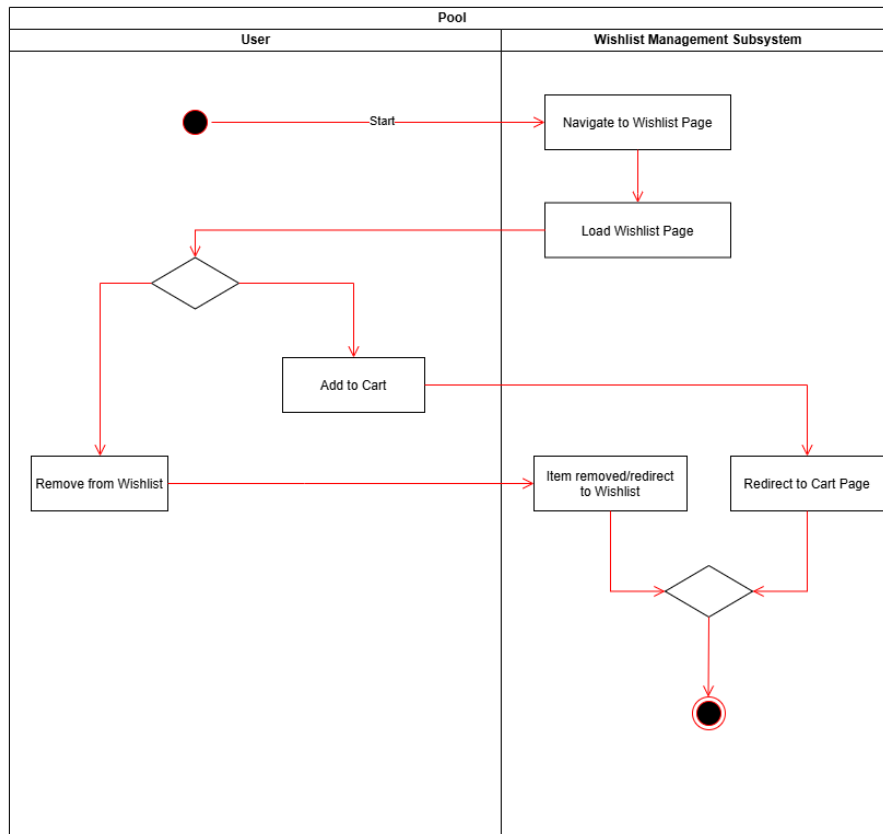 Pool
User
Wishlist Management Subsystem
Start
Navigate to Wishlist Page
Load Wishlist Page
Add to Cart
Remove from Wishlist
Item removed/redirect
to Wishlist
Redirect to Cart Page